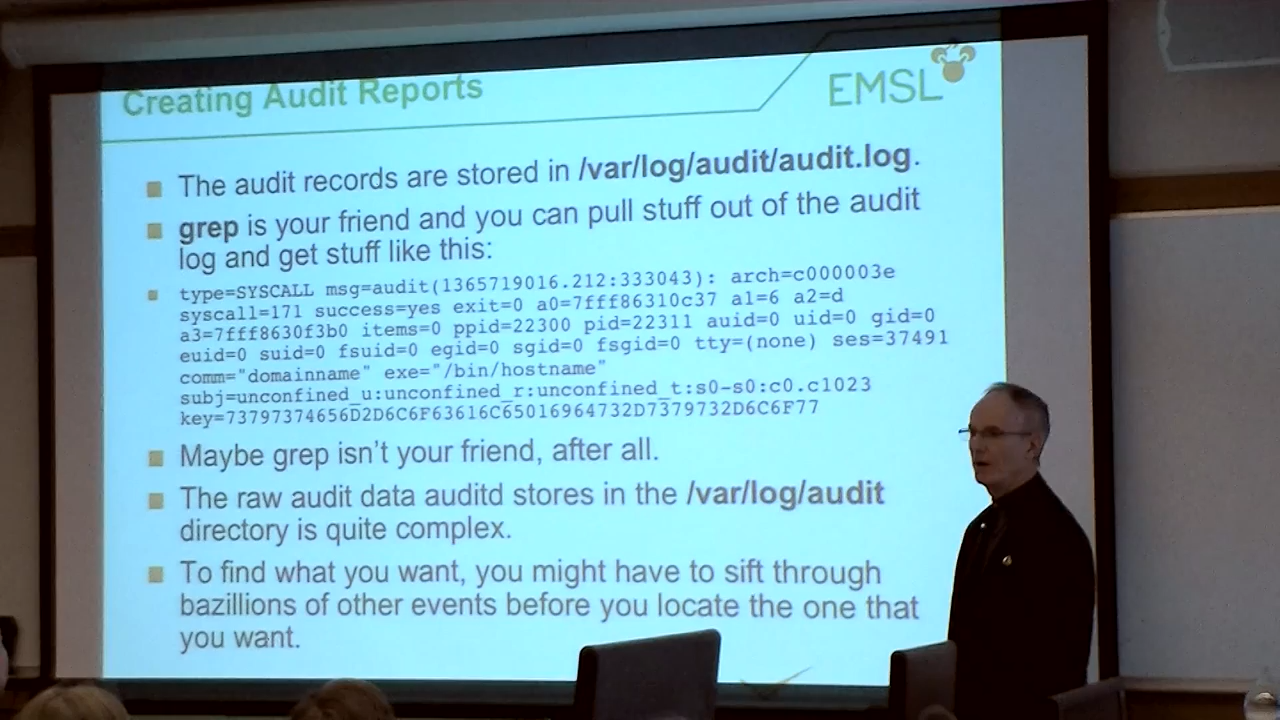 Creating Audit Reports
EMSL
The audit records are stored in /var/log/audit/audit.log.
grep is your friend and you can pull stuff out of the audit
log and get stuff like this:
type=SYSCALL msg=audit(1365719016.212:333043): arch=c000003e
syscall=171 success=yes exit=0 a0=7fff86310c37 a1=6 a2=d
a3=7fff8630f3b0 items=0 ppid=22300 pid=22311 auid=0 uid=0 gid=0
euid=0 suid=0 fsuid=0 egid=0 sgid=0 fsgid=0 tty=(none) ses=37491
comm="domainname" exe="/bin/hostname"
subj=unconfined_u:unconfined_r:unconfined_t:s0-s0:c0.c1023
key=73797374656D2D6C6F63616C65016964732D7379732D6C6F77
Maybe grep isn't your friend, after all.
The raw audit data auditd stores in the /var/log/audit
directory is quite complex.
To find what you want, you might have to sift through
bazillions of other events before you locate the one that
you want.